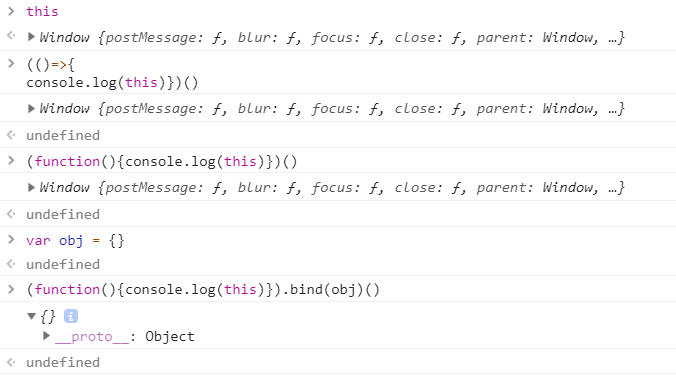 > this
<· ▶Window {postMessage: ƒ, blur: ƒ, focus: ƒ, close: ƒ, parent: Window, …}
> (()=>{
console.log(this)})()
▶Window {postMessage: ƒ, blur: ƒ, focus: ƒ, close: ƒ, parent: Window, …}
<· undefined
> (function(){console.log(this)})()
▶Window {postMessage: ƒ, blur: ƒ, focus: ƒ, close: ƒ, parent: Window, …}
<· undefined
> var obj = {}
<· undefined
> (function(){console.log(this)}).bind(obj)()
▼{} i
▶__proto__: Object
<· undefined